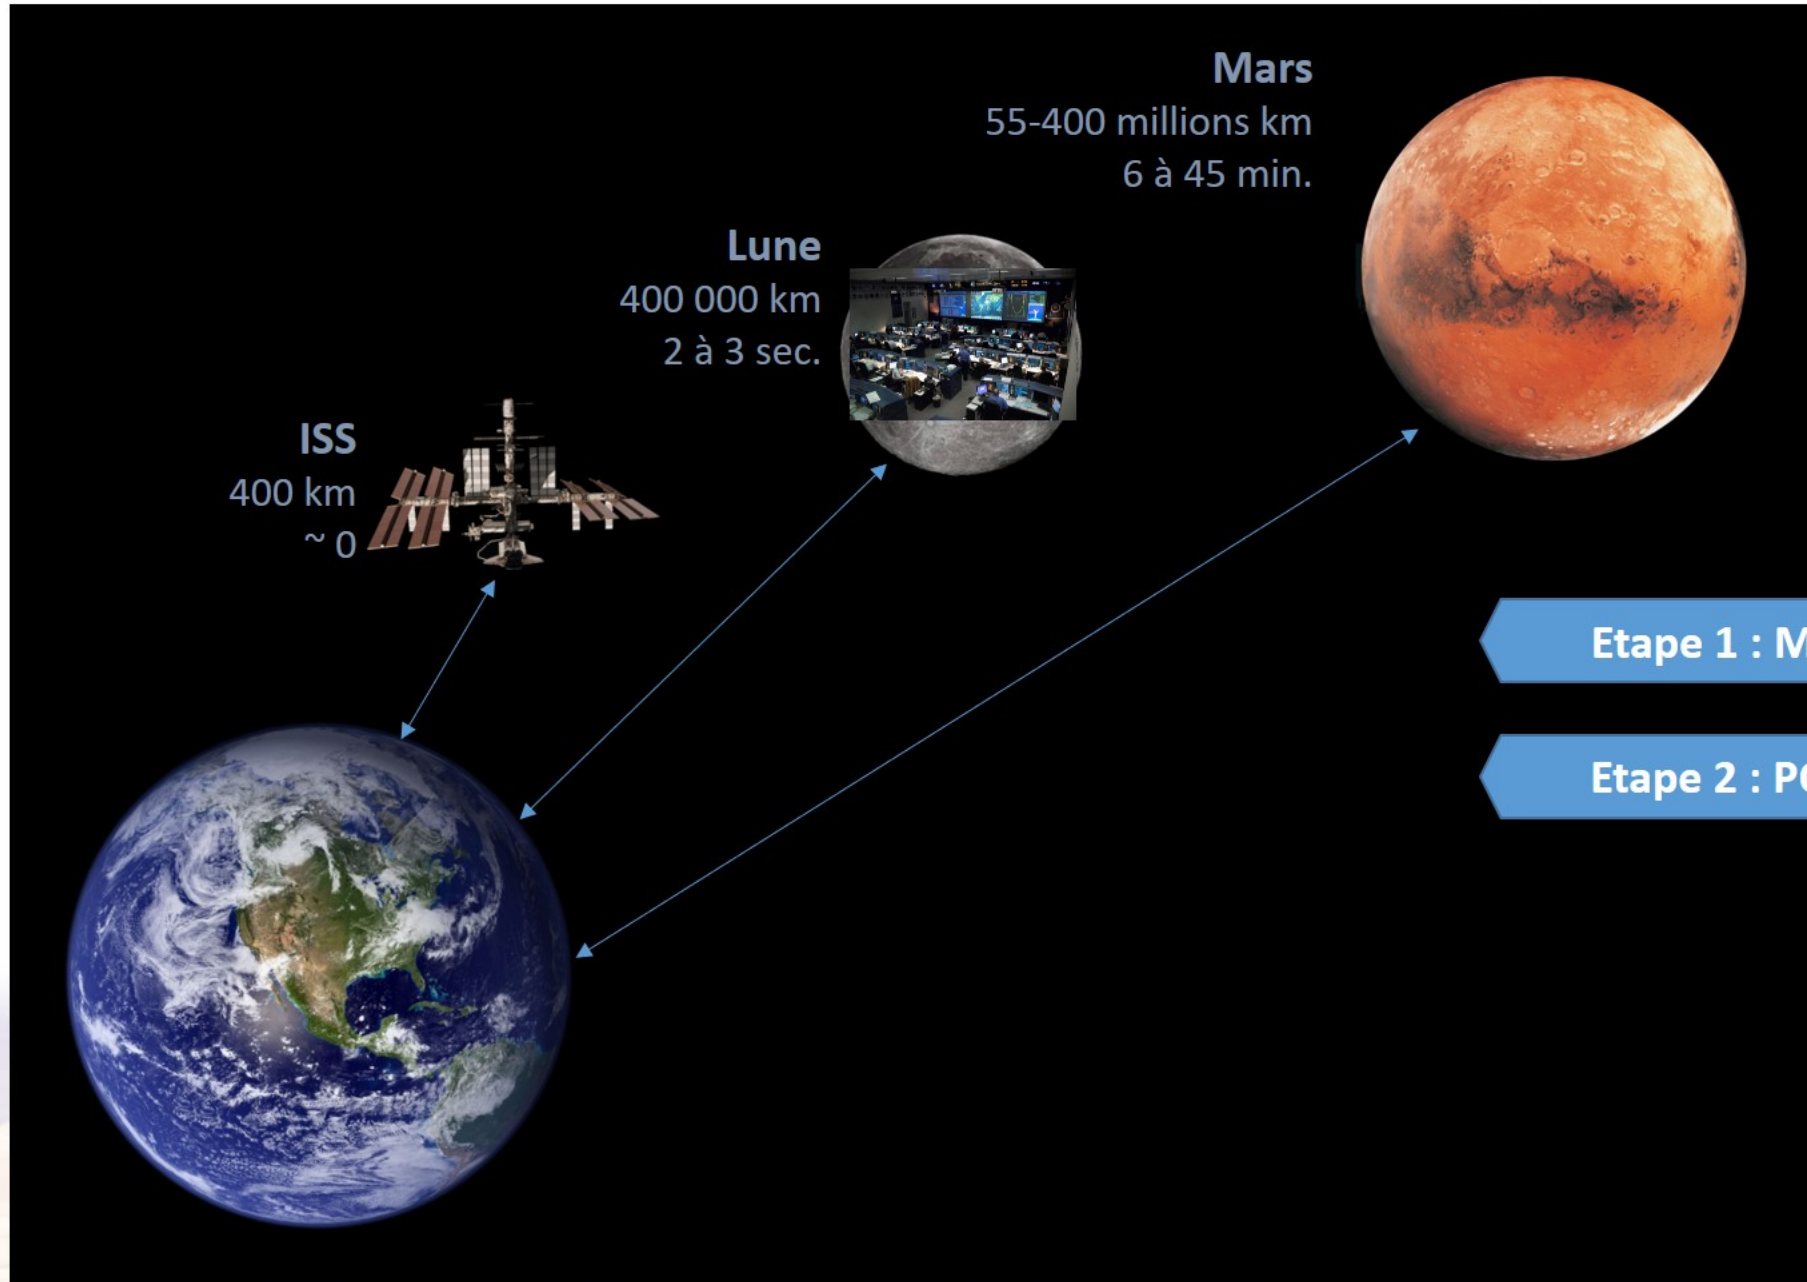 Mars
55-400 millions km
6 à 45 min.
Lune
400 000 km
2 à 3 sec.
ISS
400 km
~ 0
Etape 1 :
Etape 2 :